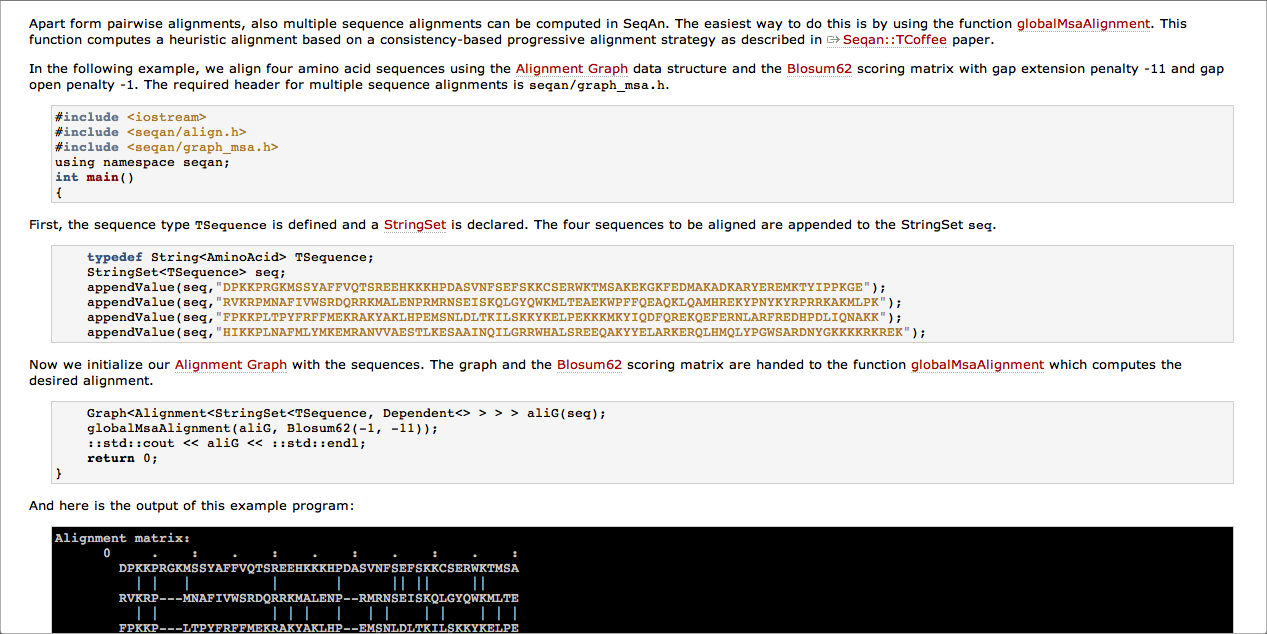 Apart form pairwise alignments, also multiple sequence alignments can be computed in SeqAn. The easiest way to do this is by using the function globalMsaAlignment. This
function computes a heuristic alignment based on a consistency-based progressive alignment strategy as described in Seqan::TCoffee paper.
In the following example, we align four amino acid sequences using the Alignment Graph data structure and the Blosum62 scoring matrix with gap extension penalty -11 and gap
open penalty -1. The required header for multiple sequence alignments is seqan/graph_msa.h.
#include <iostream>
#include <seqan/align.h>
#include <seqan/graph_msa.h>
using namespace seqan;
int main()
{
First, the sequence type TSequence is defined and a StringSet is declared. The four sequences to be aligned are appended to the StringSet seq.
typedef String<AminoAcid> TSequence;
StringSet<TSequence> seq;
appendValue(seq,"DPKKPRGKMSSYAFFVQTSREEHKKKHPDASVNFSEFSKKCSERWKTMSAKEKGKFEDMAKADKARYEREMKTYIPPKGE");
appendValue(seq,"RVKRPMNAFIVWSRDQRRKMALENPRMRNSEISKQLGYQWKMLTEAEKWPFFQEAQKLQAMHREKYPNYKYRPRRKAKMLPK");
appendValue(seq,"FPKKPLTPYFRFFMEKRAKYAKLHPEMSNLDLTKILSKKYKELPEKKKMKYIQDFQREKQEFERNLARFREDHPDLIQNAKK");
appendValue(seq,"HIKKPLNAFMLYMKEMRANVVAESTLKESAAINQILGRRWHALSREEQAKYYELARKERQLHMQLYPGWSARDNYGKKKKRKREK");
Now we initialize our Alignment Graph with the sequences. The graph and the Blosum62 scoring matrix are handed to the function globalMsaAlignment which computes the
desired alignment.
Graph<Alignment<StringSet<TSequence, Dependent<> > > > aliG(seq);
globalMsaAlignment(aliG, Blosum62(-1, -11));
::std::cout << aliG << ::std::endl;
return 0;
}
And here is the output of this example program:
Alignment matrix:
0 . : . : . : . : . :
DPKKPRGKMSSYAFFVQTSREEHKKKHPDASVNFSEFSKKCSERWKTMSA
| | | | | || || ||
RVKRP---MNAFIVWSRDQRRKMALENP--RMRNSEISKQLGYQWKMLTE
| | | | | | | | | | | | |
FPKKP---LTPYFRFFMEKRAKYAKLHP--EMSNLDLTKILSKKYKELPE